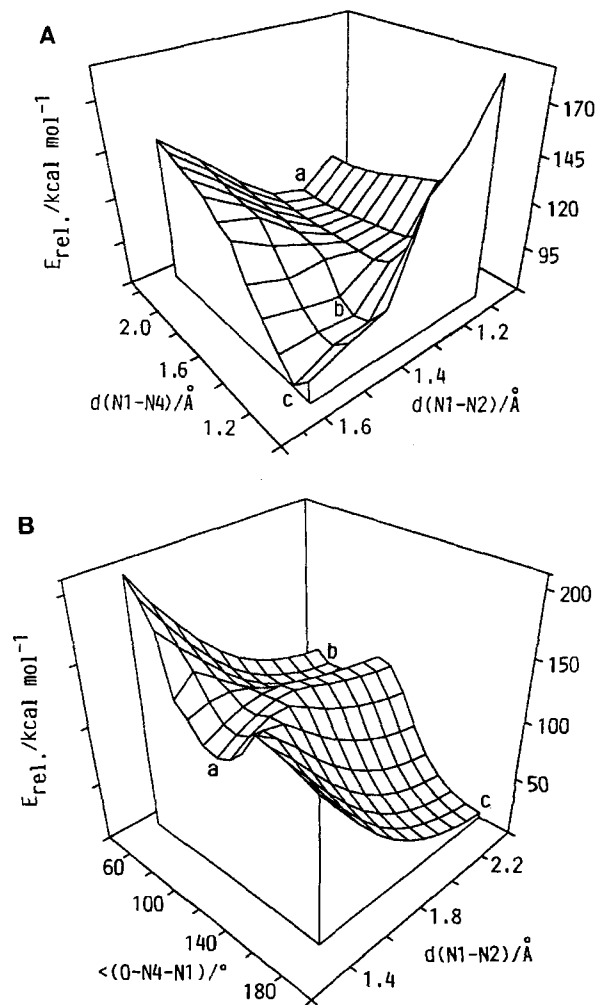 A
E_rel./kcal mol⁻¹
170
145
120
95
a
b
c
2.0
1.6
1.2
d(N1-N4)/Å
1.2
1.4
1.6
d(N1-N2)/Å
B
E_rel./kcal mol⁻¹
200
150
100
50
b
a
c
60
100
140
180
<(O-N4-N1)/°
2.2
1.8
1.4
d(N1-N2)/Å